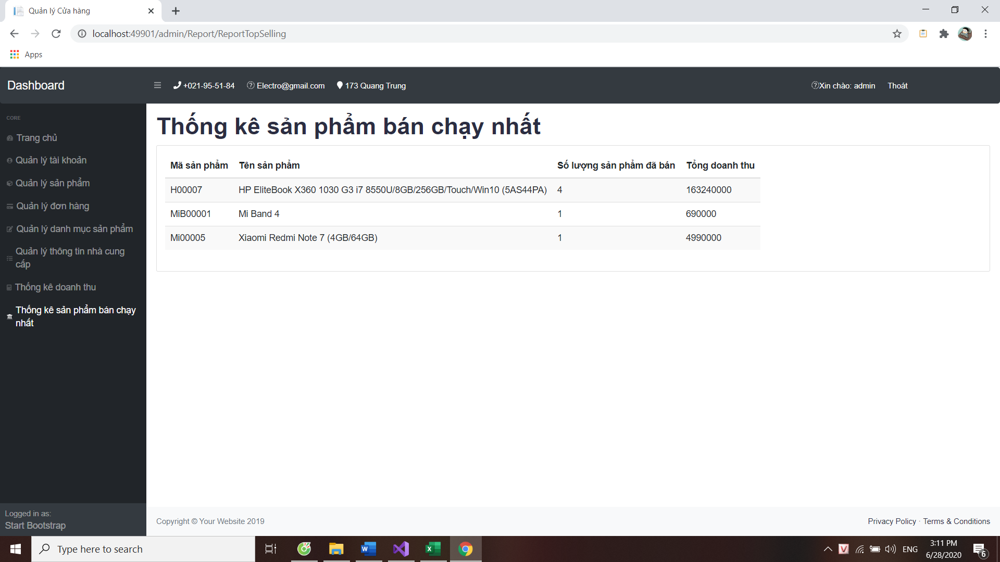 Quản lý Cửa hàng
localhost:49901/admin/Report/ReportTopSelling
Apps
Dashboard
+021-95-51-84 Electro@gmail.com 173 Quang Trung Xin chào: admin Thoát
CORE
Trang chủ
Quản lý tài khoản
Quản lý sản phẩm
Quản lý đơn hàng
Quản lý danh mục sản phẩm
Quản lý thông tin nhà cung
cấp
Thống kê doanh thu
Thống kê sản phẩm bán chạy
nhất
Logged in as:
Start Bootstrap
Thống kê sản phẩm bán chạy nhất
Mã sản phẩm Tên sản phẩm Số lượng sản phẩm đã bán Tổng doanh thu
H00007 HP EliteBook X360 1030 G3 i7 8550U/8GB/256GB/Touch/Win10 (5AS44PA) 4 163240000
MiB00001 Mi Band 4 1 690000
Mi00005 Xiaomi Redmi Note 7 (4GB/64GB) 1 4990000
Copyright © Your Website 2019 Privacy Policy · Terms & Conditions
Type here to search
ENG
3:11 PM
6/28/2020
6